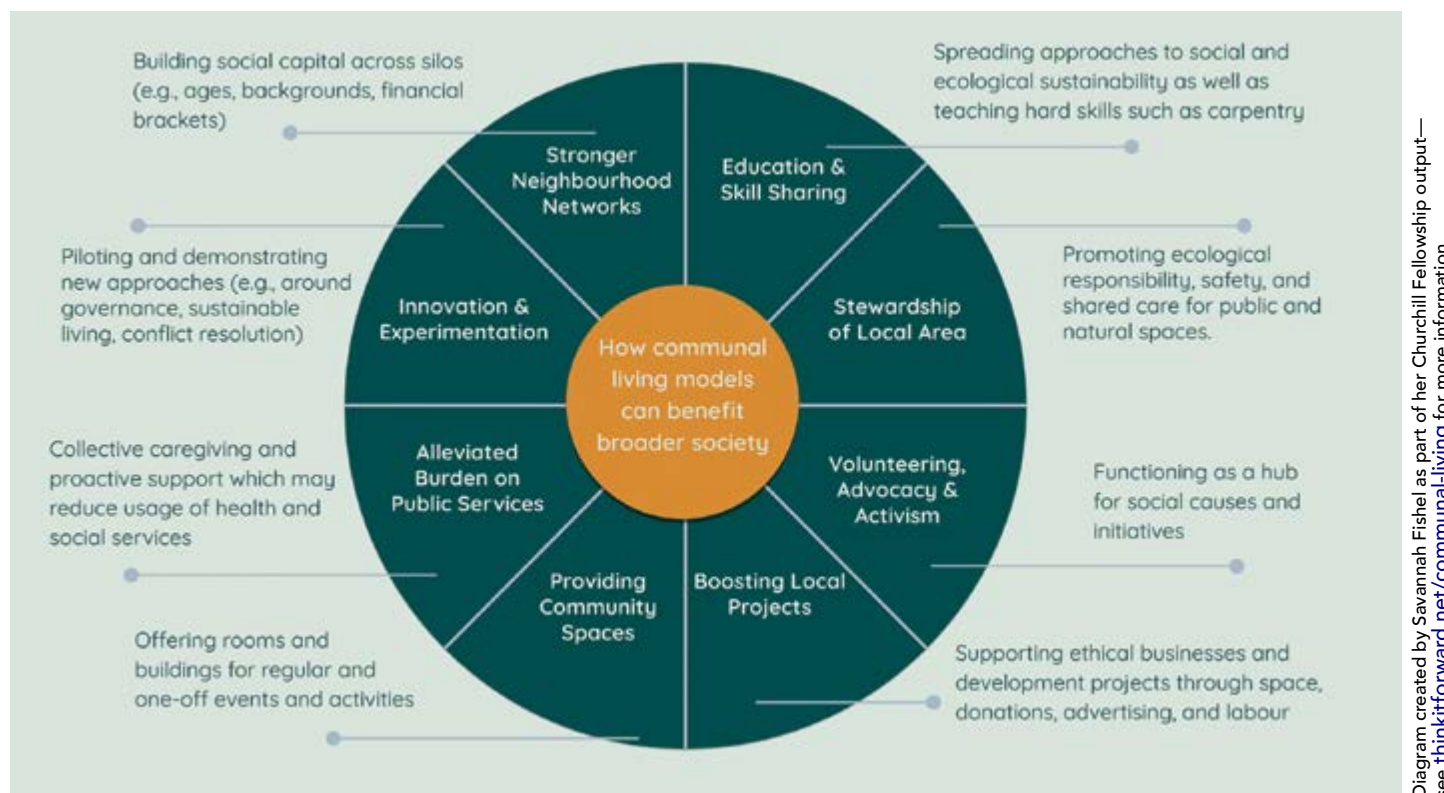 Building social capital across silos
(e.g., ages, backgrounds, financial
brackets)
Spreading approaches to social and
ecological sustainability as well as
teaching hard skills such as carpentry
Stronger
Neighbourhood
Networks
Education &
Skill Sharing
Piloting and demonstrating
new approaches (e.g., around
governance, sustainable
living, conflict resolution)
Innovation &
Experimentation
Stewardship
of Local Area
Promoting ecological
responsibility, safety, and
shared care for public and
natural spaces.
How communal
living models
can benefit
broader society
Collective caregiving and
proactive support which may
reduce usage of health and
social services
Alleviated
Burden on
Public Services
Volunteering,
Advocacy &
Activism
Functioning as a hub
for social causes and
initiatives
Providing
Community
Spaces
Boosting Local
Projects
Offering rooms and
buildings for regular and
one-off events and activities
Supporting ethical businesses and
development projects through space,
donations, advertising, and labour
Diagram created by Savannah Fishel as part of her Churchill Fellowship output—
see thinkitforward.net/communal-living for more information